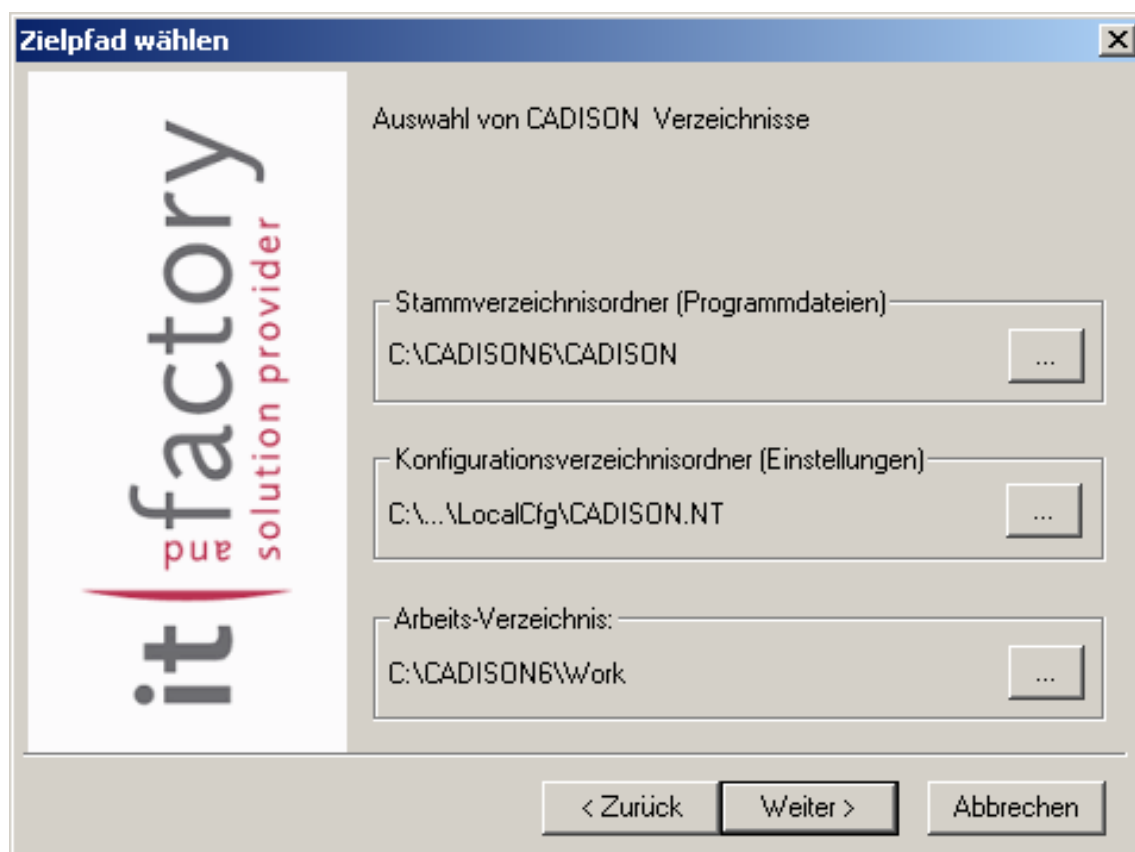 Zielpfad wählen
it and factory
solution provider
Auswahl von CADISON  Verzeichnisse
Stammverzeichnisordner (Programmdateien)
C:\CADISON6\CADISON
...
Konfigurationsverzeichnisordner (Einstellungen)
C:\...\LocalCfg\CADISON.NT
...
Arbeits-Verzeichnis:
C:\CADISON6\Work
...
< Zurück
Weiter >
Abbrechen